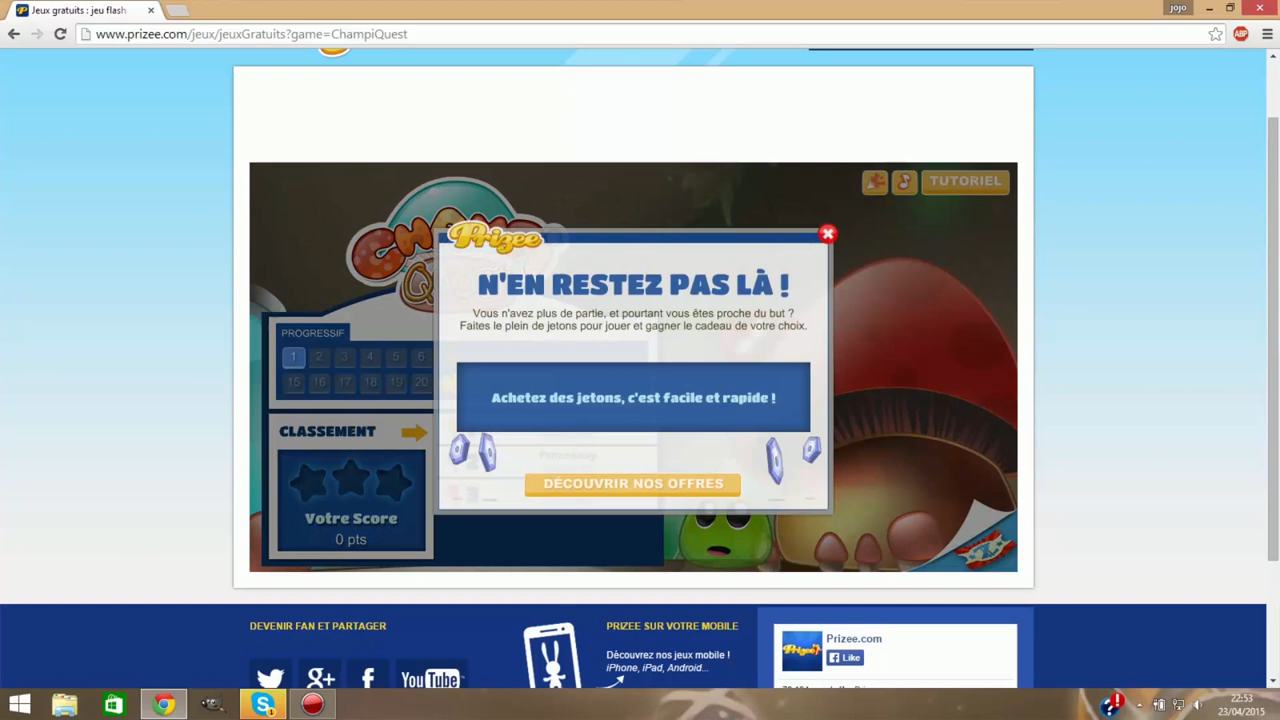 Jeux gratuits : jeu flash
jojo
www.prizee.com/jeux/jeuxGratuits?game=ChampiQuest
ABP
TUTORIEL
Prizee
N'EN RESTEZ PAS LÀ !
Vous n'avez plus de partie, et pourtant vous êtes proche du but ?
Faites le plein de jetons pour jouer et gagner le cadeau de votre choix.
PROGRESSIF
1 2 3 4 5 6
15 16 17 18 19 20
Achetez des jetons, c'est facile et rapide !
CLASSEMENT
DÉCOUVRIR NOS OFFRES
Votre Score
0 pts
DEVENIR FAN ET PARTAGER
PRIZEE SUR VOTRE MOBILE
Découvrez nos jeux mobile !
iPhone, iPad, Android...
Prizee.com
Like
g+
f
YouTube
22:53
23/04/2015